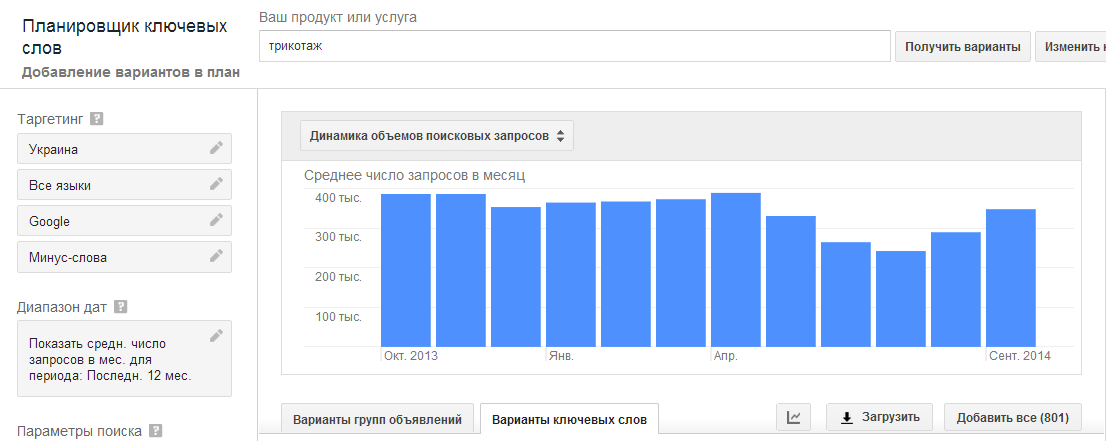 Планировщик ключевых
слов
Добавление вариантов в план
Ваш продукт или услуга
трикотаж
Получить варианты
Изменить
Таргетинг ?
Украина
Все языки
Google
Минус-слова
Диапазон дат ?
Показать средн. число
запросов в мес. для
периода: Последн. 12 мес.
Параметры поиска ?
Динамика объемов поисковых запросов
Среднее число запросов в месяц
400 тыс.
300 тыс.
200 тыс.
100 тыс.
Окт. 2013
Янв.
Апр.
Сент. 2014
Варианты групп объявлений
Варианты ключевых слов
Загрузить
Добавить все (801)